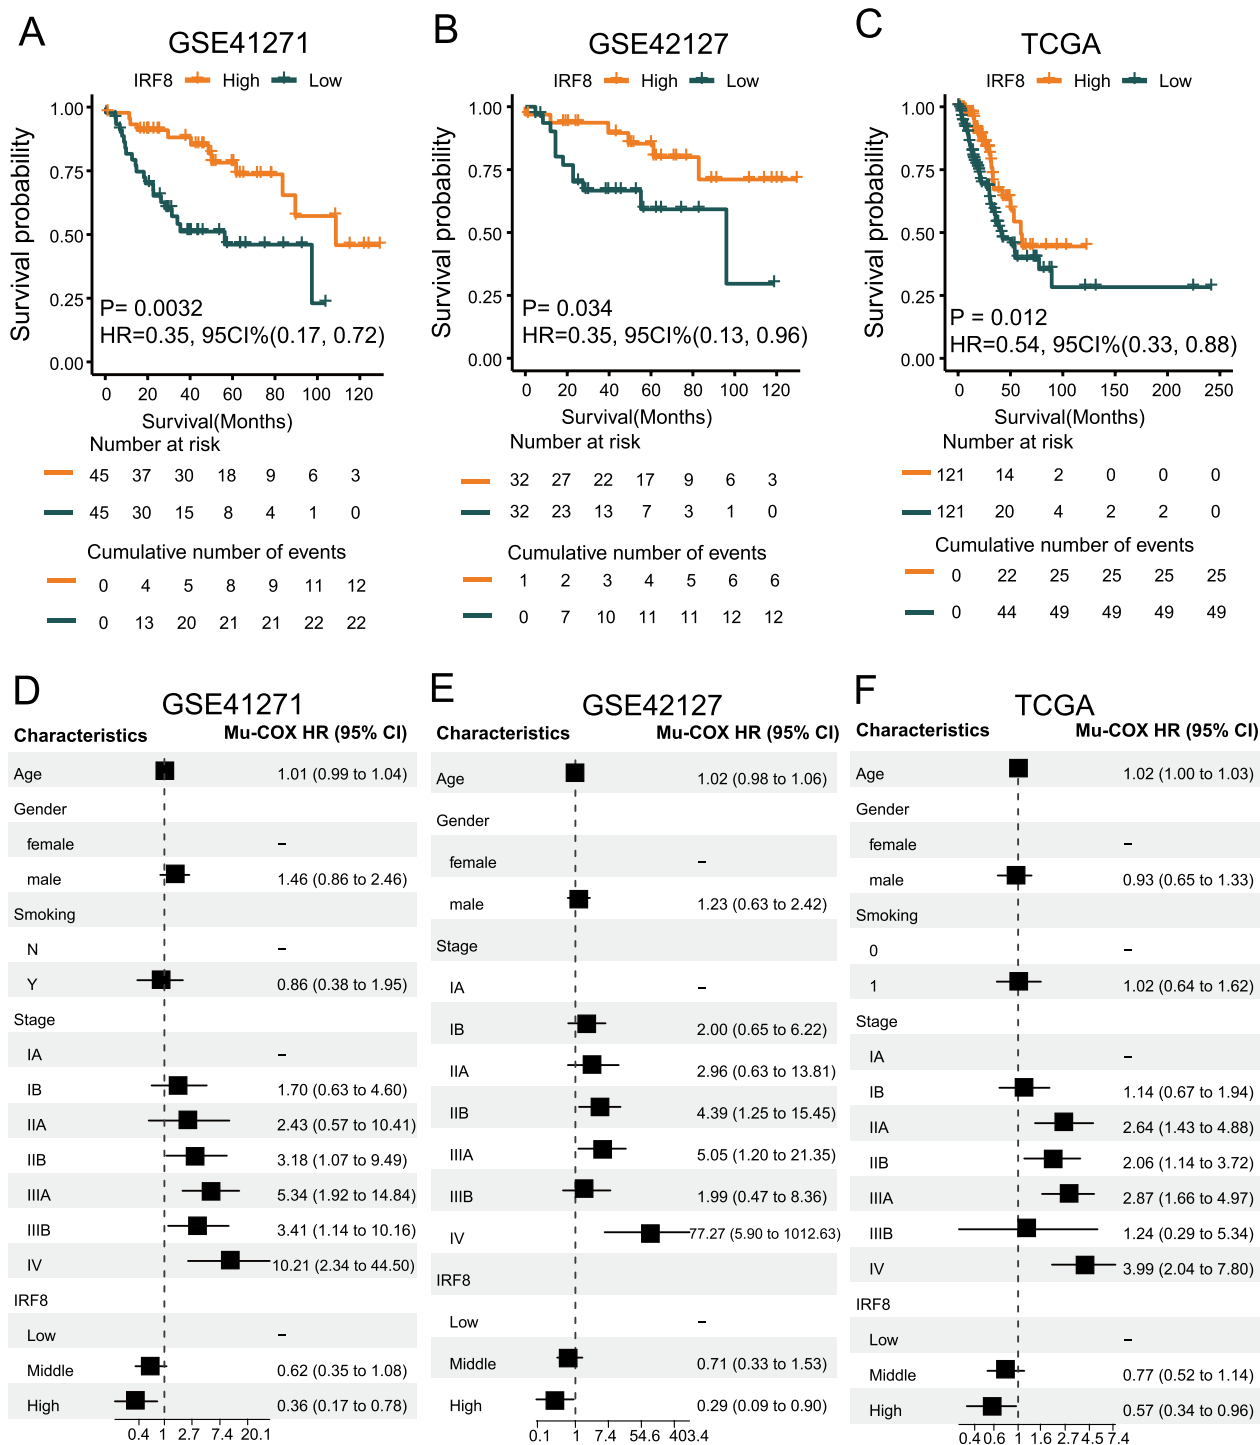 A
GSE41271
IRF8 High Low
Survival probability
1.00
0.75
0.50
0.25
0.00
P= 0.0032
HR=0.35, 95CI%(0.17, 0.72)
0 20 40 60 80 100 120
Survival(Months)
Number at risk
45 37 30 18 9 6 3
45 30 15 8 4 1 0
Cumulative number of events
0 4 5 8 9 11 12
0 13 20 21 21 22 22
B
GSE42127
IRF8 High Low
Survival probability
1.00
0.75
0.50
0.25
0.00
P= 0.034
HR=0.35, 95CI%(0.13, 0.96)
0 20 40 60 80 100 120
Survival(Months)
Number at risk
32 27 22 17 9 6 3
32 23 13 7 3 1 0
Cumulative number of events
1 2 3 4 5 6 6
0 7 10 11 11 12 12
C
TCGA
IRF8 High Low
Survival probability
1.00
0.75
0.50
0.25
0.00
P = 0.012
HR=0.54, 95CI%(0.33, 0.88)
0 50 100 150 200 250
Survival(Months)
Number at risk
121 14 2 0 0 0
121 20 4 2 2 0
Cumulative number of events
0 22 25 25 25 25
0 44 49 49 49 49
D
GSE41271
Characteristics Mu-COX HR (95% CI)
Age 1.01 (0.99 to 1.04)
Gender
female –
male 1.46 (0.86 to 2.46)
Smoking
N –
Y 0.86 (0.38 to 1.95)
Stage
IA –
IB 1.70 (0.63 to 4.60)
IIA 2.43 (0.57 to 10.41)
IIB 3.18 (1.07 to 9.49)
IIIA 5.34 (1.92 to 14.84)
IIIB 3.41 (1.14 to 10.16)
IV 10.21 (2.34 to 44.50)
IRF8
Low –
Middle 0.62 (0.35 to 1.08)
High 0.36 (0.17 to 0.78)
0.4 1 2.7 7.4 20.1
E
GSE42127
Characteristics Mu-COX HR (95% CI)
Age 1.02 (0.98 to 1.06)
Gender
female –
male 1.23 (0.63 to 2.42)
Stage
IA –
IB 2.00 (0.65 to 6.22)
IIA 2.96 (0.63 to 13.81)
IIB 4.39 (1.25 to 15.45)
IIIA 5.05 (1.20 to 21.35)
IIIB 1.99 (0.47 to 8.36)
IV 77.27 (5.90 to 1012.63)
IRF8
Low –
Middle 0.71 (0.33 to 1.53)
High 0.29 (0.09 to 0.90)
0.1 1 7.4 54.6 403.4
F
TCGA
Characteristics Mu-COX HR (95% CI)
Age 1.02 (1.00 to 1.03)
Gender
female –
male 0.93 (0.65 to 1.33)
Smoking
0 –
1 1.02 (0.64 to 1.62)
Stage
IA –
IB 1.14 (0.67 to 1.94)
IIA 2.64 (1.43 to 4.88)
IIB 2.06 (1.14 to 3.72)
IIIA 2.87 (1.66 to 4.97)
IIIB 1.24 (0.29 to 5.34)
IV 3.99 (2.04 to 7.80)
IRF8
Low –
Middle 0.77 (0.52 to 1.14)
High 0.57 (0.34 to 0.96)
0.4 0.6 1 1.6 2.7 4.5 7.4